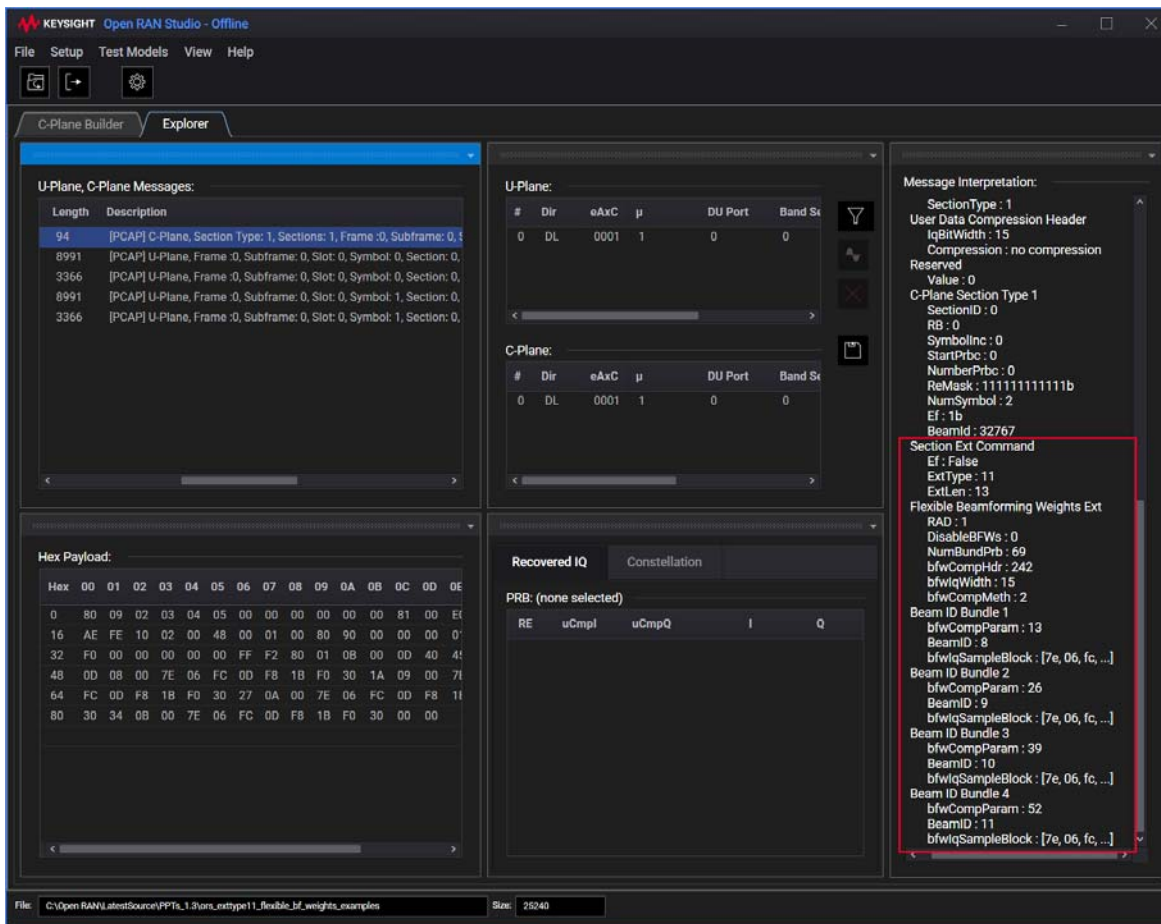 KEYSIGHT Open RAN Studio - Offline
File Setup Test Models View Help
C-Plane Builder Explorer
U-Plane, C-Plane Messages:
Length Description
94 [PCAP] C-Plane, Section Type: 1, Sections: 1, Frame :0, Subframe: 0, S
8991 [PCAP] U-Plane, Frame :0, Subframe: 0, Slot: 0, Symbol: 0, Section: 0,
3366 [PCAP] U-Plane, Frame :0, Subframe: 0, Slot: 0, Symbol: 0, Section: 0,
8991 [PCAP] U-Plane, Frame :0, Subframe: 0, Slot: 0, Symbol: 1, Section: 0,
3366 [PCAP] U-Plane, Frame :0, Subframe: 0, Slot: 0, Symbol: 1, Section: 0,
U-Plane:
# Dir eAxC µ DU Port Band Se
0 DL 0001 1 0 0
C-Plane:
# Dir eAxC µ DU Port Band Se
0 DL 0001 1 0 0
Hex Payload:
Hex 00 01 02 03 04 05 06 07 08 09 0A 0B 0C 0D 0E
0 80 09 02 03 04 05 00 00 00 00 00 00 81 00
16 AE FE 10 02 00 48 00 01 00 80 90 00 00 00
32 F0 00 00 00 00 00 FF F2 80 01 0B 00 0D 40
48 0D 08 00 7E 06 FC 0D F8 1B F0 30 1A 09 00
64 FC 0D F8 1B F0 30 27 0A 00 7E 06 FC 0D F8
80 30 34 0B 00 7E 06 FC 0D F8 1B F0 30 00 00
Recovered IQ Constellation
PRB: (none selected)
RE uCmpI uCmpQ I Q
Message Interpretation:
SectionType : 1
User Data Compression Header
IqBitWidth : 15
Compression : no compression
Reserved
Value : 0
C-Plane Section Type 1
SectionID : 0
RB : 0
SymbolInc : 0
StartPrbc : 0
NumberPrbc : 0
ReMask : 111111111111b
NumSymbol : 2
Ef : 1b
BeamId : 32767
Section Ext Command
Ef : False
ExtType : 11
ExtLen : 13
Flexible Beamforming Weights Ext
RAD : 1
DisableBFWs : 0
NumBundPrb : 69
bfwCompHdr : 242
bfwIqWidth : 15
bfwCompMeth : 2
Beam ID Bundle 1
bfwCompParam : 13
BeamID : 8
bfwIqSampleBlock : [7e, 06, fc, ...]
Beam ID Bundle 2
bfwCompParam : 26
BeamID : 9
bfwIqSampleBlock : [7e, 06, fc, ...]
Beam ID Bundle 3
bfwCompParam : 39
BeamID : 10
bfwIqSampleBlock : [7e, 06, fc, ...]
Beam ID Bundle 4
bfwCompParam : 52
BeamID : 11
bfwIqSampleBlock : [7e, 06, fc, ...]
File: C:\Open RAN\LatestSource\PPTs_1.3\ors_exttype11_flexible_bf_weights_examples Size: 25240